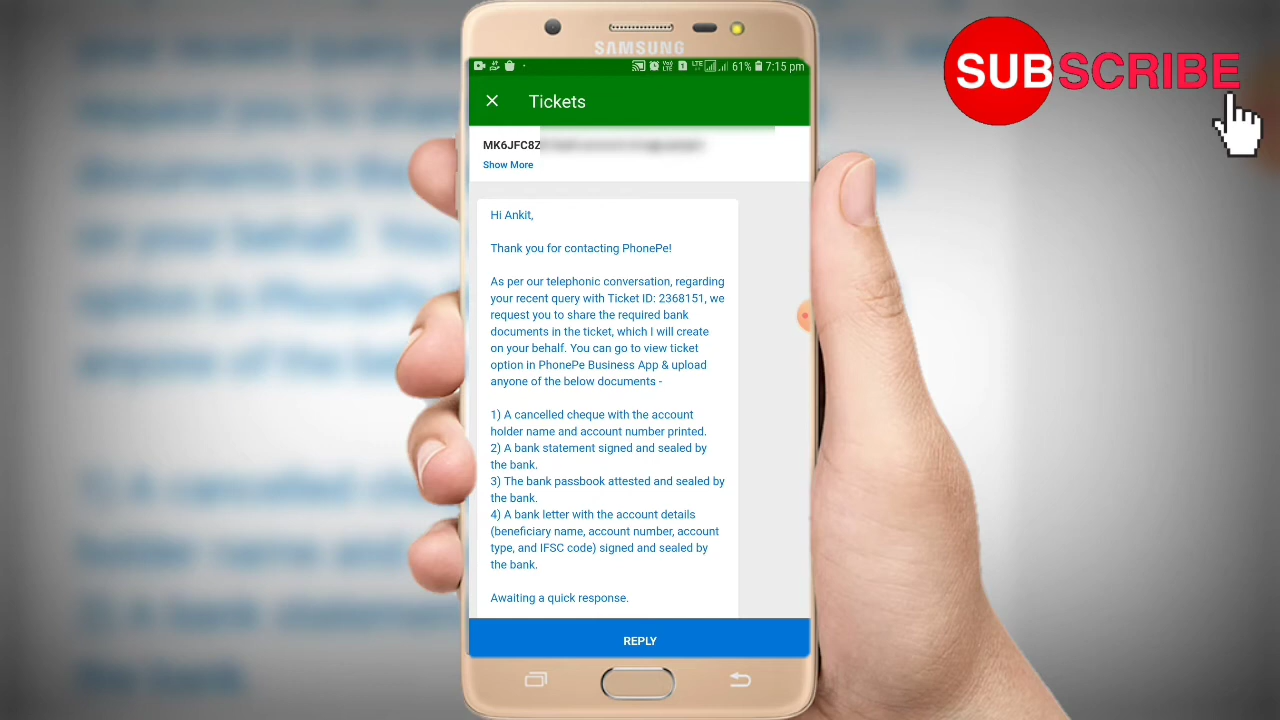 SUBSCRIBE
SAMSUNG
61% 7:15 pm
Tickets
MK6JFC8Z
Show More
Hi Ankit,
Thank you for contacting PhonePe!
As per our telephonic conversation, regarding
your recent query with Ticket ID: 2368151, we
request you to share the required bank
documents in the ticket, which I will create
on your behalf. You can go to view ticket
option in PhonePe Business App & upload
anyone of the below documents -
1) A cancelled cheque with the account
holder name and account number printed.
2) A bank statement signed and sealed by
the bank.
3) The bank passbook attested and sealed by
the bank.
4) A bank letter with the account details
(beneficiary name, account number, account
type, and IFSC code) signed and sealed by
the bank.
Awaiting a quick response.
REPLY